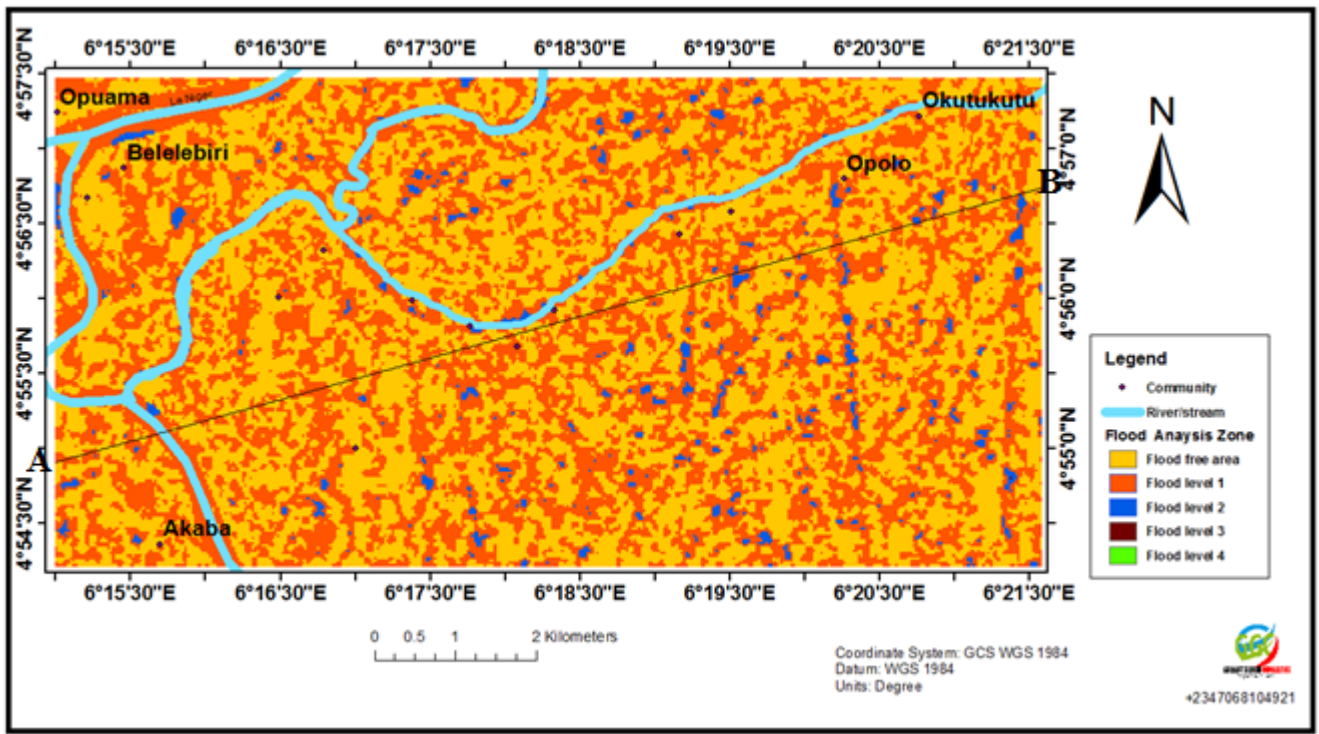 6°15'30"E 6°16'30"E 6°17'30"E 6°18'30"E 6°19'30"E 6°20'30"E 6°21'30"E
4°57'30"N
4°56'30"N
4°55'30"N
4°54'30"N
Opuama
Le Niger
Belelebiri
Okutukutu
Opolo
Akaba
A
B
4°57'0"N
4°56'0"N
4°55'0"N
6°15'30"E 6°16'30"E 6°17'30"E 6°18'30"E 6°19'30"E 6°20'30"E 6°21'30"E
N
Legend
Community
River/stream
Flood Anaysis Zone
Flood free area
Flood level 1
Flood level 2
Flood level 3
Flood level 4
0 0.5 1 2 Kilometers
Coordinate System: GCS WGS 1984
Datum: WGS 1984
Units: Degree
+2347068104921